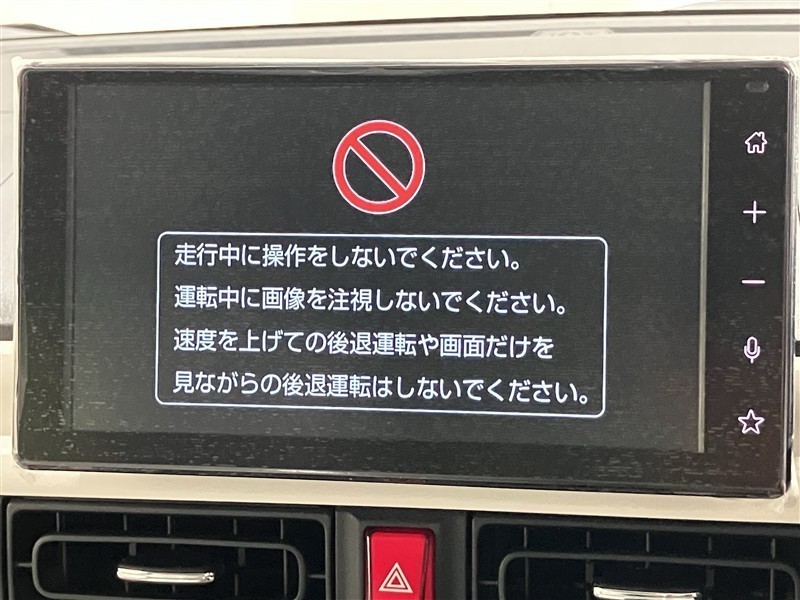 走行中に操作をしないでください。
運転中に画像を注視しないでください。
速度を上げての後退運転や画面だけを
見ながらの後退運転はしないでください。